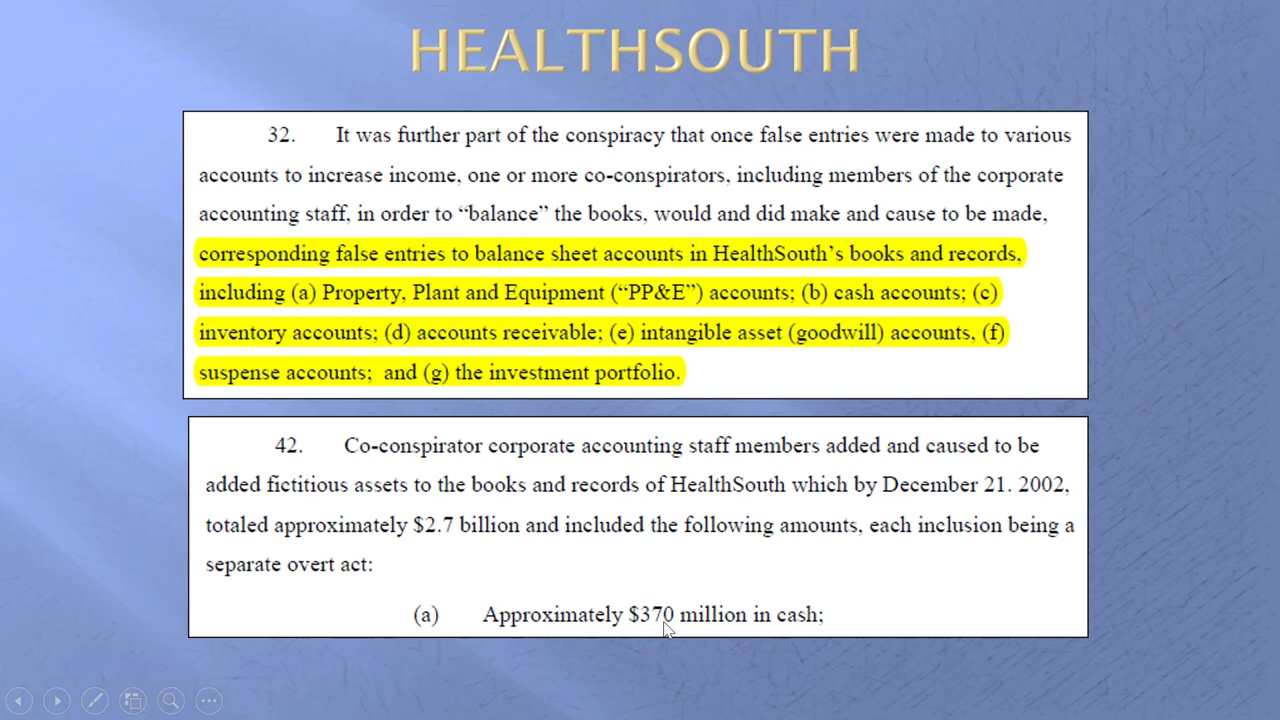 HEALTHSOUTH
32. It was further part of the conspiracy that once false entries were made to various
accounts to increase income, one or more co-conspirators, including members of the corporate
accounting staff, in order to “balance” the books, would and did make and cause to be made,
corresponding false entries to balance sheet accounts in HealthSouth’s books and records,
including (a) Property, Plant and Equipment (“PP&E”) accounts; (b) cash accounts; (c)
inventory accounts; (d) accounts receivable; (e) intangible asset (goodwill) accounts, (f)
suspense accounts; and (g) the investment portfolio.
42. Co-conspirator corporate accounting staff members added and caused to be
added fictitious assets to the books and records of HealthSouth which by December 21. 2002,
totaled approximately $2.7 billion and included the following amounts, each inclusion being a
separate overt act:
(a) Approximately $370 million in cash;